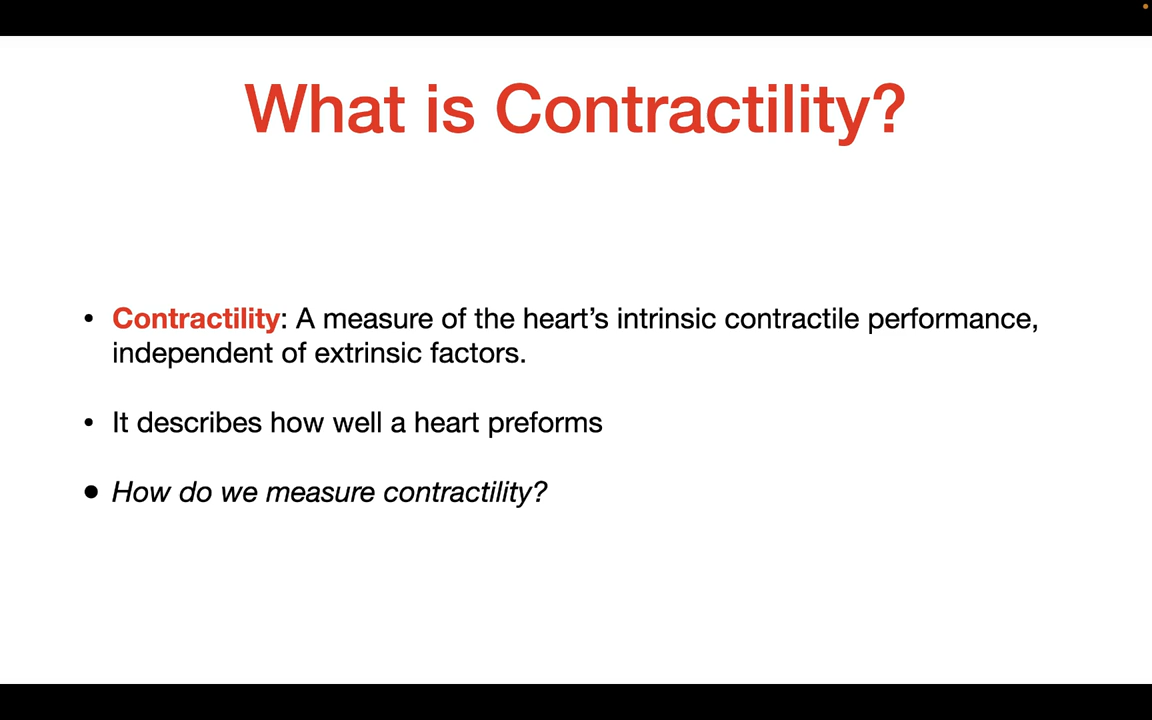 What is Contractility?
• Contractility: A measure of the heart’s intrinsic contractile performance,
independent of extrinsic factors.
• It describes how well a heart preforms
• How do we measure contractility?